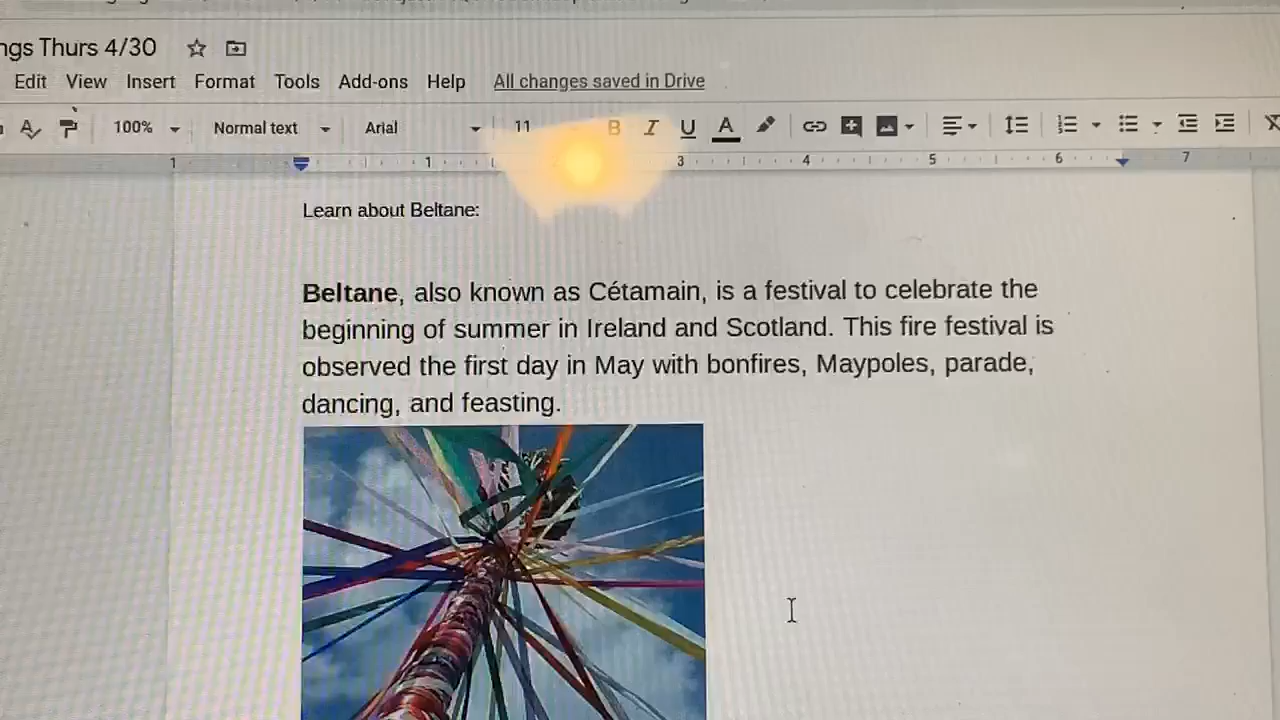 ngs Thurs 4/30
Edit View Insert Format Tools Add-ons Help All changes saved in Drive
100% Normal text Arial 11 B I U A
1 1 3 4 5 6 7
Learn about Beltane:
Beltane, also known as Cétamain, is a festival to celebrate the
beginning of summer in Ireland and Scotland. This fire festival is
observed the first day in May with bonfires, Maypoles, parade,
dancing, and feasting.